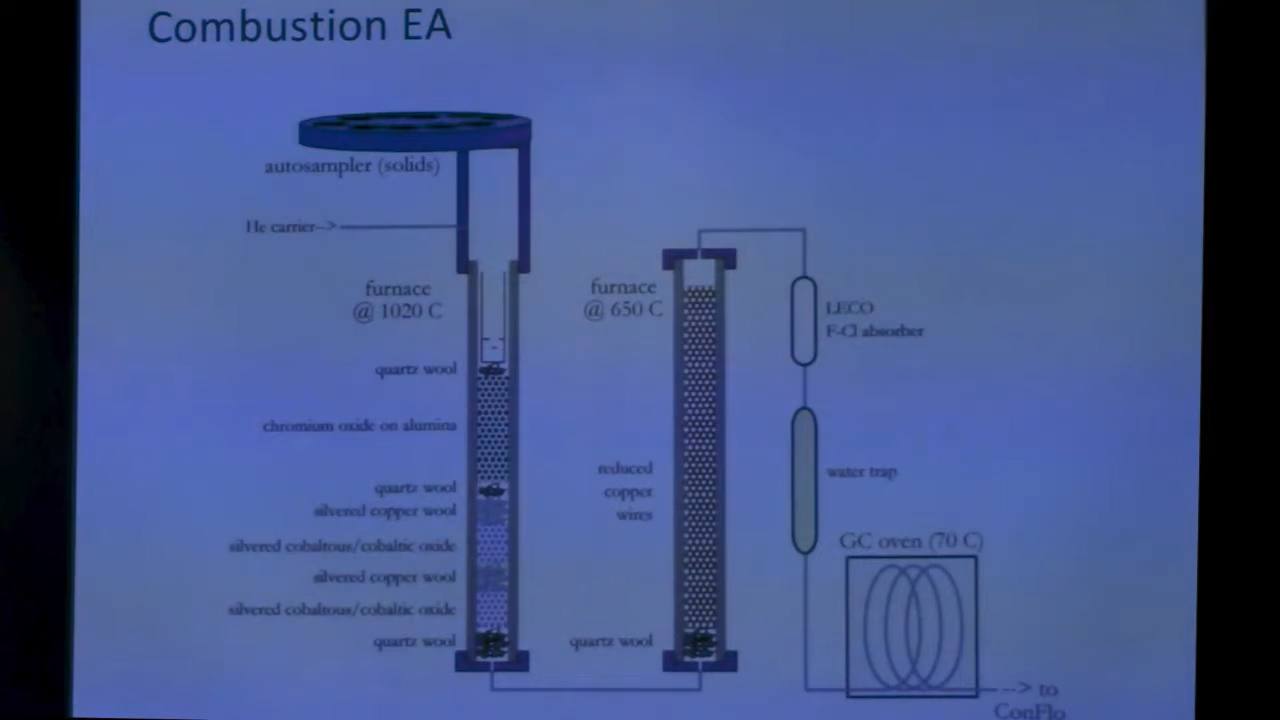 Combustion EA
autosampler (solids)
He carrier-->
furnace
@ 1020 C
quartz wool
chromium oxide on alumina
quartz wool
silvered copper wool
silvered cobaltous/cobaltic oxide
silvered copper wool
silvered cobaltous/cobaltic oxide
quartz wool
furnace
@ 650 C
reduced
copper
wires
quartz wool
LECO
F-Cl absorber
water trap
GC oven (70 C)
--> to
ConFlo